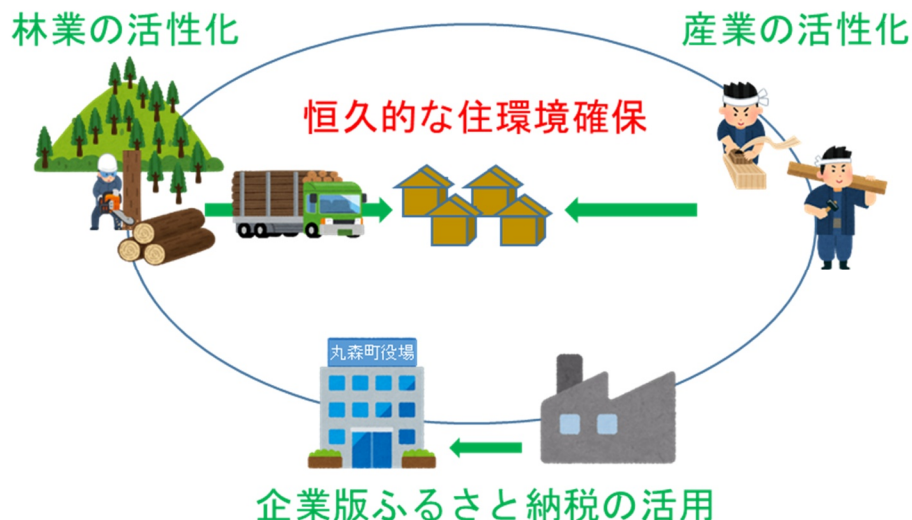 林業の活性化
産業の活性化
恒久的な住環境確保
丸森町役場
企業版ふるさと納税の活用